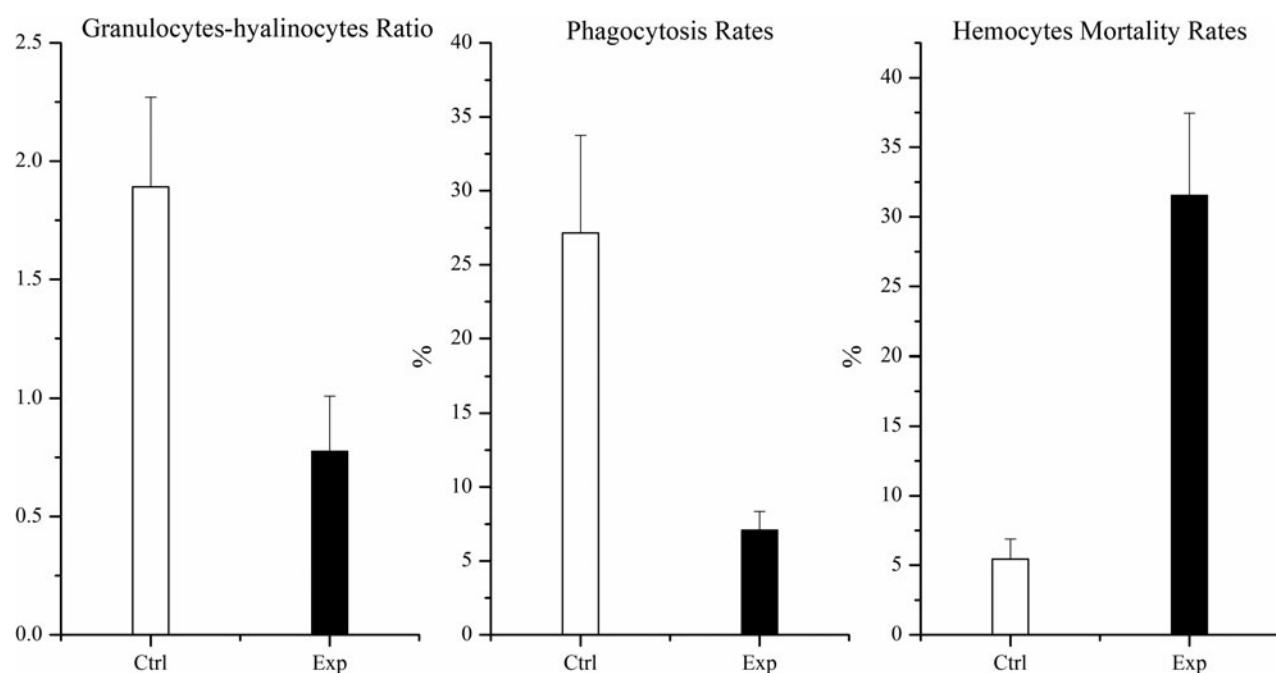 Granulocytes-hyalinocytes Ratio
2.5
2.0
1.5
1.0
0.5
0.0
Ctrl
Exp
Phagocytosis Rates
%
40
35
30
25
20
15
10
5
0
Ctrl
Exp
Hemocytes Mortality Rates
%
40
35
30
25
20
15
10
5
0
Ctrl
Exp